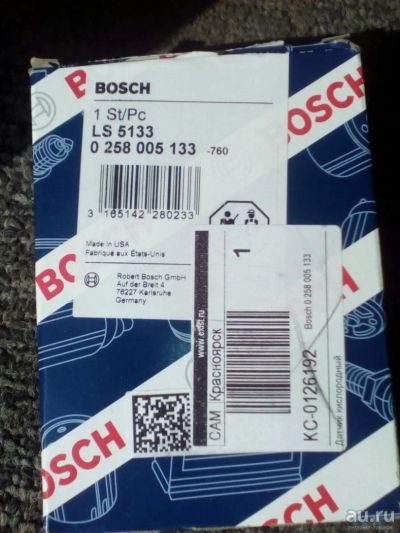 BOSCH
1 St/Pc
LS 5133
0 258 005 133 -760
3 165142 280233
Made in USA
Fabriqué aux États-Unis
Robert Bosch GmbH
Auf der Breit 4
76227 Karlsruhe
Germany
BOSCH
BOSCH
BOSCH
www.exist.ru
САМ Красноярск
1
КС-0126192
Bosch 0 258 005 133
Датчик кислородный
au.ru